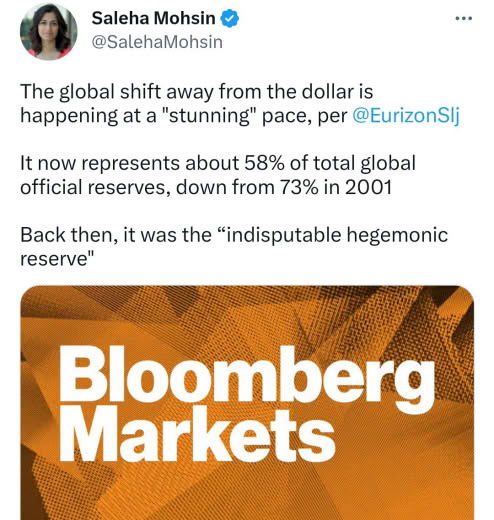 Saleha Mohsin
@SalehaMohsin
The global shift away from the dollar is
happening at a "stunning" pace, per @EurizonSlj
It now represents about 58% of total global
official reserves, down from 73% in 2001
Back then, it was the “indisputable hegemonic
reserve"
Bloomberg
Markets